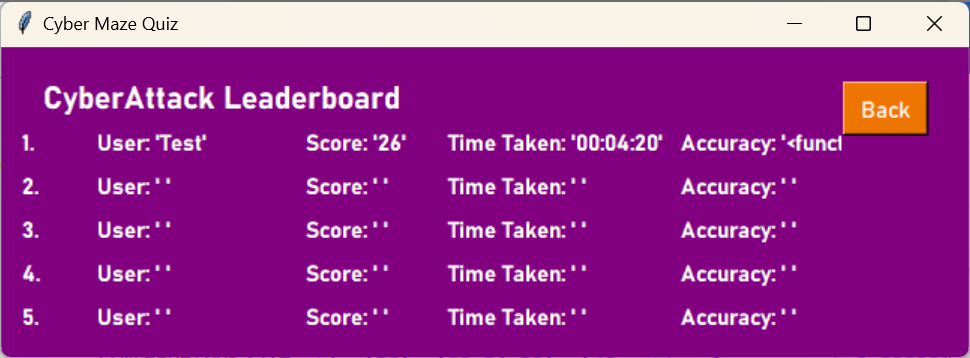 Cyber Maze Quiz
CyberAttack Leaderboard
Back
1. User: 'Test' Score: '26' Time Taken: '00:04:20' Accuracy: '<funct
2. User: ' ' Score: ' ' Time Taken: ' ' Accuracy: ' '
3. User: ' ' Score: ' ' Time Taken: ' ' Accuracy: ' '
4. User: ' ' Score: ' ' Time Taken: ' ' Accuracy: ' '
5. User: ' ' Score: ' ' Time Taken: ' ' Accuracy: ' '